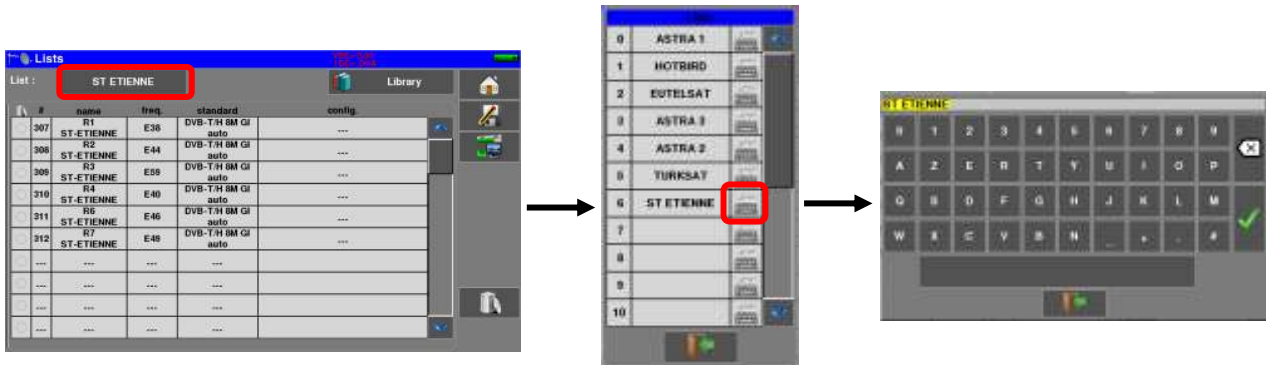 Lists
List : ST ETIENNE Library
# name freq. standard config.
307 R1 ST-ETIENNE E38 DVB-T/H 8M GI auto ---
308 R2 ST-ETIENNE E44 DVB-T/H 8M GI auto ---
309 R3 ST-ETIENNE E59 DVB-T/H 8M GI auto ---
310 R4 ST-ETIENNE E40 DVB-T/H 8M GI auto ---
311 R6 ST-ETIENNE E46 DVB-T/H 8M GI auto ---
312 R7 ST-ETIENNE E49 DVB-T/H 8M GI auto ---
--- --- --- ---
--- --- --- ---
--- --- --- ---
--- --- --- ---
0 ASTRA 1
1 HOTBIRD
2 EUTELSAT
3 ASTRA 3
4 ASTRA 2
5 TURKSAT
6 ST ETIENNE
7
8
9
10
ST ETIENNE
0 1 2 3 4 5 6 7 8 9
A Z E R T Y U I O P
Q S D F G H J K L M
W X C V B N